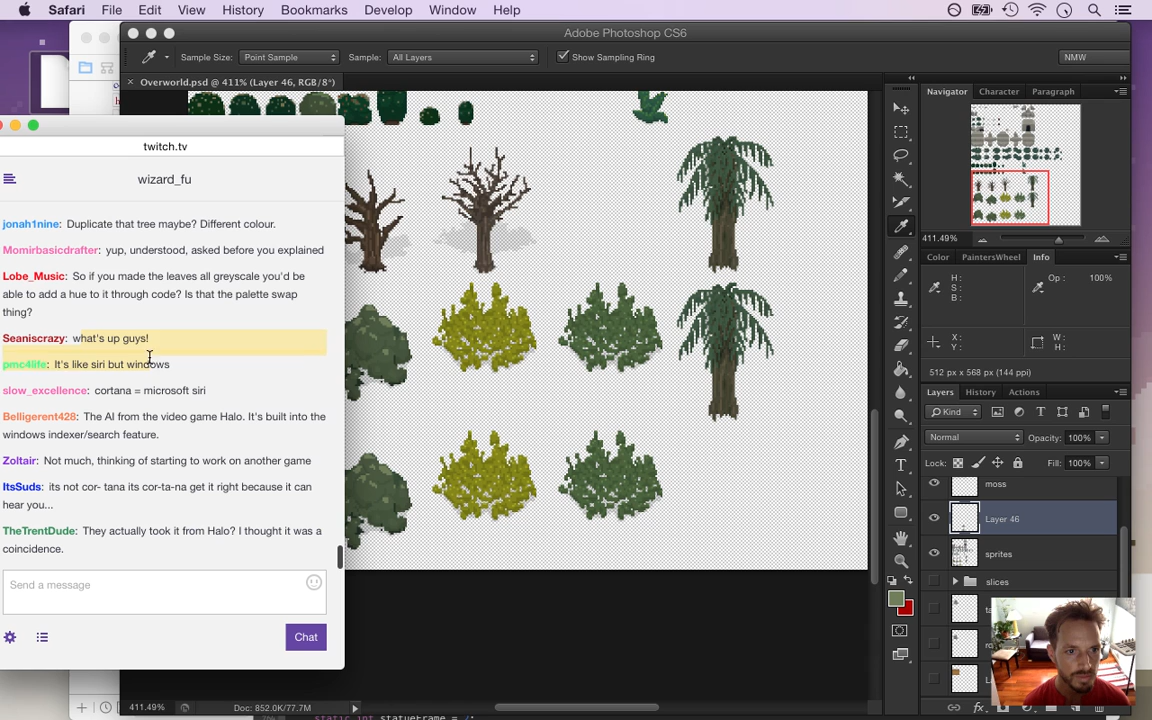 Safari File Edit View History Bookmarks Develop Window Help
Adobe Photoshop CS6
Sample Size: Point Sample Sample: All Layers Show Sampling Ring NMW
× Overworld.psd @ 411% (Layer 46, RGB/8*)
twitch.tv
wizard_fu
jonah1nine: Duplicate that tree maybe? Different colour.
Momirbasicdrafter: yup, understood, asked before you explained
Lobe_Music: So if you made the leaves all greyscale you'd be
able to add a hue to it through code? Is that the palette swap
thing?
Seaniscrazy: what's up guys!
pmc4life: It's like siri but windows
slow_excellence: cortana = microsoft siri
Belligerent428: The AI from the video game Halo. It's built into the
windows indexer/search feature.
Zoltair: Not much, thinking of starting to work on another game
ItsSuds: its not cor- tana its cor-ta-na get it right because it can
hear you...
TheTrentDude: They actually took it from Halo? I thought it was a
coincidence.
Send a message
Chat
Navigator Character Paragraph
411.49%
Color PaintersWheel Info
H: Op: 100%
S:
B:
X: W:
Y: H:
512 px x 568 px (144 ppi)
Layers History Actions
Kind
Normal Opacity: 100%
Lock: Fill: 100%
moss
Layer 46
sprites
slices
411.49% Doc: 852.0K/77.7M
static int statueFrame = 2;